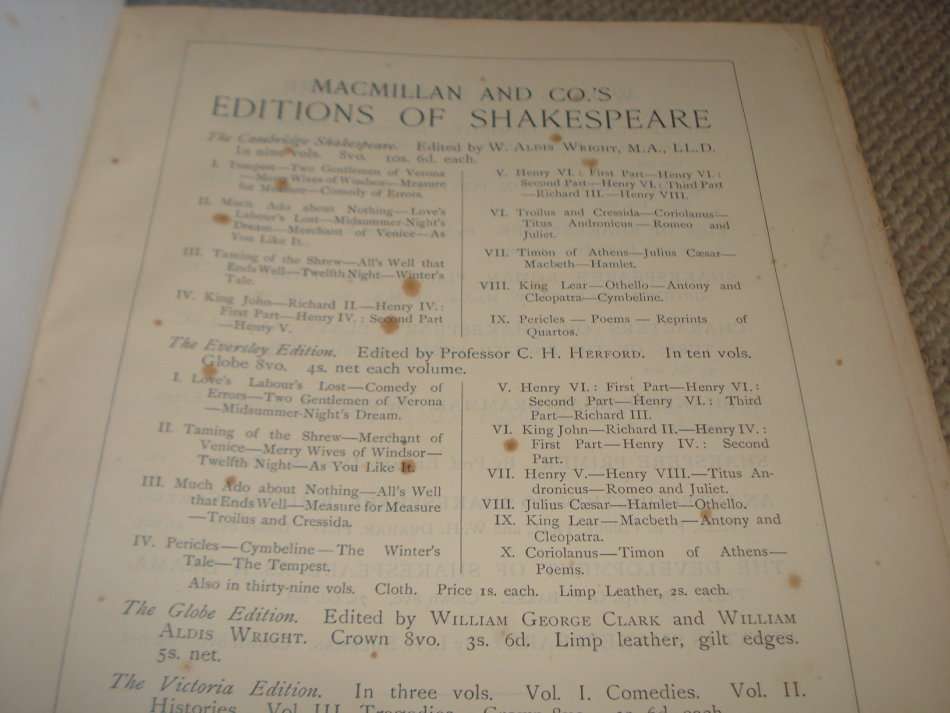 MACMILLAN AND CO.'S
EDITIONS OF SHAKESPEARE
The Cambridge Shakespeare. Edited by W. ALDIS WRIGHT, M.A., LL.D.
In nine vols. 8vo. 10s. 6d. each.
I. Tempest—Two Gentlemen of Verona
—Merry Wives of Windsor—Measure
for Measure—Comedy of Errors.
II. Much Ado about Nothing—Love's
Labour's Lost—Midsummer-Night's
Dream—Merchant of Venice—As
You Like It.
III. Taming of the Shrew—All's Well that
Ends Well—Twelfth Night—Winter's
Tale.
IV. King John—Richard II.—Henry IV.:
First Part—Henry IV.: Second Part
—Henry V.
V. Henry VI.: First Part—Henry VI.:
Second Part—Henry VI.: Third Part
—Richard III.—Henry VIII.
VI. Troilus and Cressida—Coriolanus—
Titus Andronicus—Romeo and
Juliet.
VII. Timon of Athens—Julius Cæsar—
Macbeth—Hamlet.
VIII. King Lear—Othello—Antony and
Cleopatra—Cymbeline.
IX. Pericles—Poems—Reprints of
Quartos.
The Eversley Edition. Edited by Professor C. H. HERFORD. In ten vols.
Globe 8vo. 4s. net each volume.
I. Love's Labour's Lost—Comedy of
Errors—Two Gentlemen of Verona
—Midsummer-Night's Dream.
II. Taming of the Shrew—Merchant of
Venice—Merry Wives of Windsor—
Twelfth Night—As You Like It.
III. Much Ado about Nothing—All's Well
that Ends Well—Measure for Measure
—Troilus and Cressida.
IV. Pericles—Cymbeline—The Winter's
Tale—The Tempest.
V. Henry VI.: First Part—Henry VI.:
Second Part—Henry VI.: Third
Part—Richard III.
VI. King John—Richard II.—Henry IV.:
First Part—Henry IV.: Second
Part.
VII. Henry V.—Henry VIII.—Titus An-
dronicus—Romeo and Juliet.
VIII. Julius Cæsar—Hamlet—Othello.
IX. King Lear—Macbeth—Antony and
Cleopatra.
X. Coriolanus—Timon of Athens—
Poems.
Also in thirty-nine vols. Cloth. Price 1s. each. Limp Leather, 2s. each.
The Globe Edition. Edited by WILLIAM GEORGE CLARK and WILLIAM
ALDIS WRIGHT. Crown 8vo. 3s. 6d. Limp leather, gilt edges.
5s. net.
The Victoria Edition. In three vols. Vol. I. Comedies. Vol. II.
Histories. Vol. III. Tragedies. Crown 8vo. each